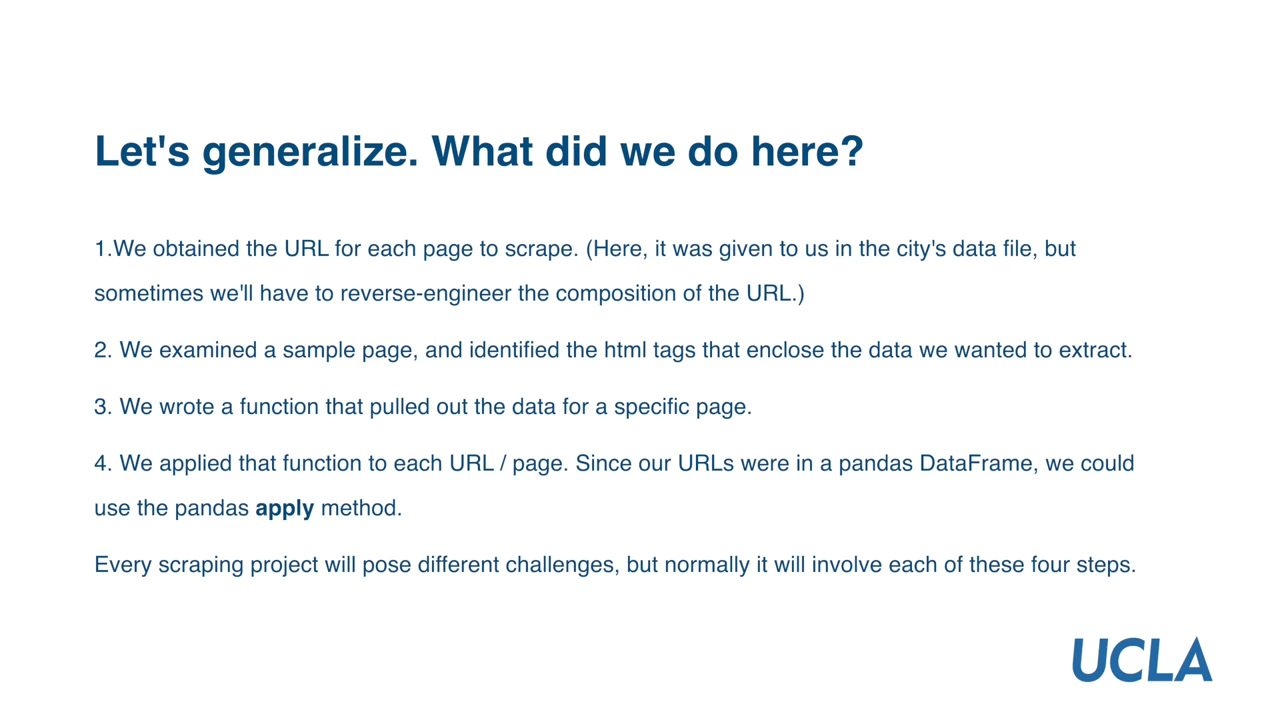 Let's generalize. What did we do here?
1.We obtained the URL for each page to scrape. (Here, it was given to us in the city's data file, but
sometimes we'll have to reverse-engineer the composition of the URL.)
2. We examined a sample page, and identified the html tags that enclose the data we wanted to extract.
3. We wrote a function that pulled out the data for a specific page.
4. We applied that function to each URL / page. Since our URLs were in a pandas DataFrame, we could
use the pandas apply method.
Every scraping project will pose different challenges, but normally it will involve each of these four steps.
UCLA